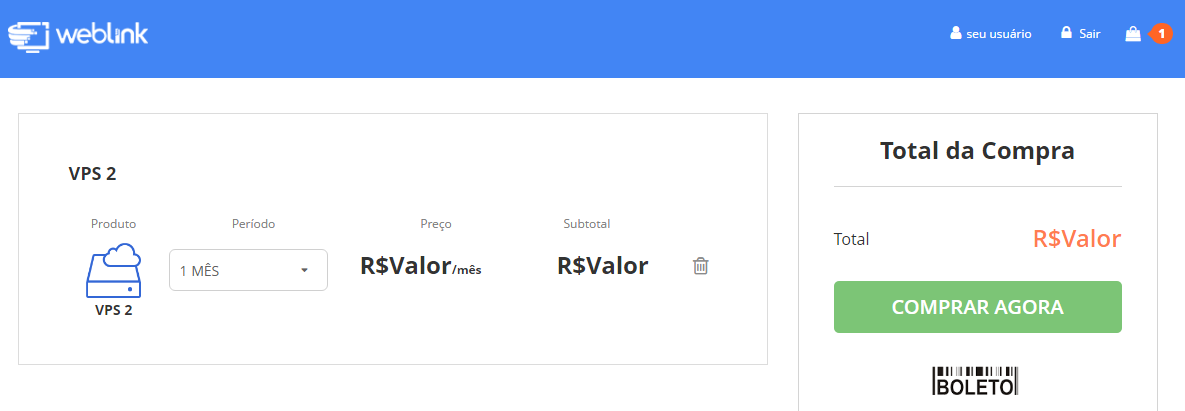 weblink
seu usuário
Sair
1
VPS 2
Produto
Período
Preço
Subtotal
1 MÊS
R$Valor/mês
R$Valor
VPS 2
Total da Compra
Total
R$Valor
COMPRAR AGORA
BOLETO